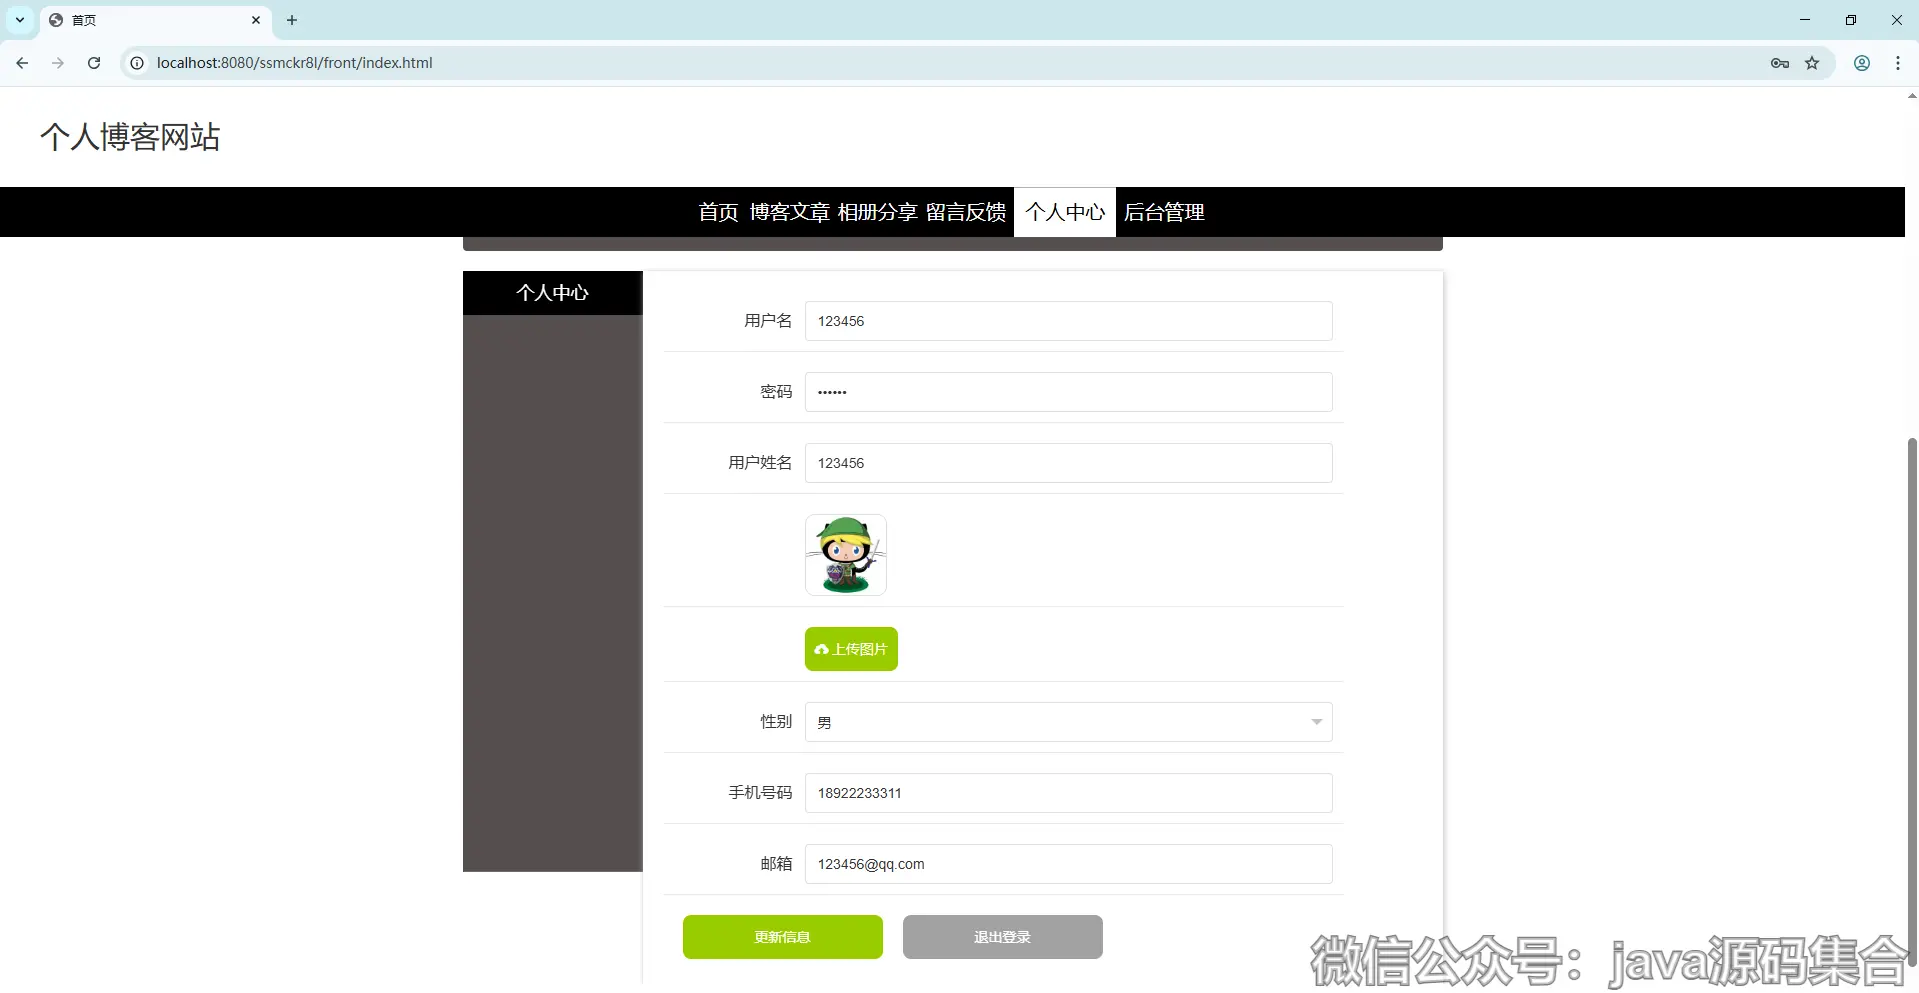 首页
localhost:8080/ssmckr8l/front/index.html
个人博客网站
首页 博客文章 相册分享 留言反馈 个人中心 后台管理
个人中心
用户名 123456
密码 ••••••
用户姓名 123456
上传图片
性别 男
手机号码 18922233311
邮箱 123456@qq.com
更新信息 退出登录
微信公众号：java源码集合